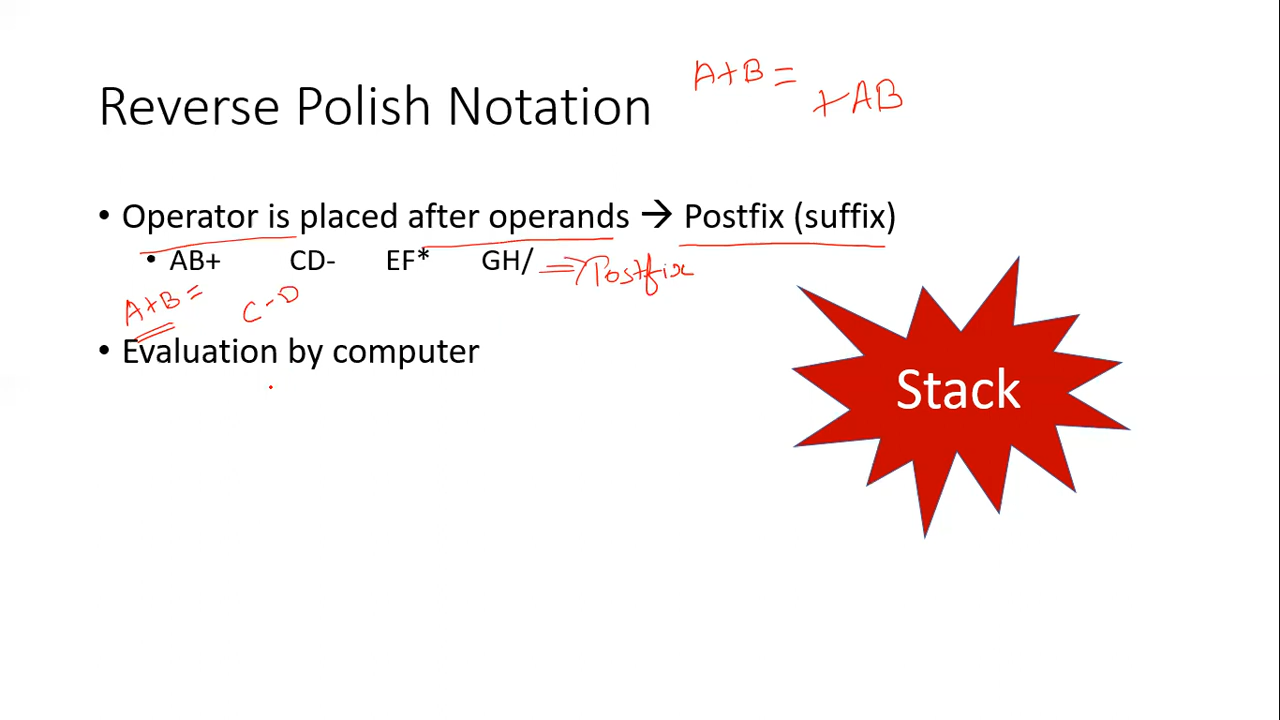 A+B =
+AB
Reverse Polish Notation
• Operator is placed after operands → Postfix (suffix)
• AB+ CD- EF* GH/ ⇒ Postfix
A+B = C-D
• Evaluation by computer
Stack